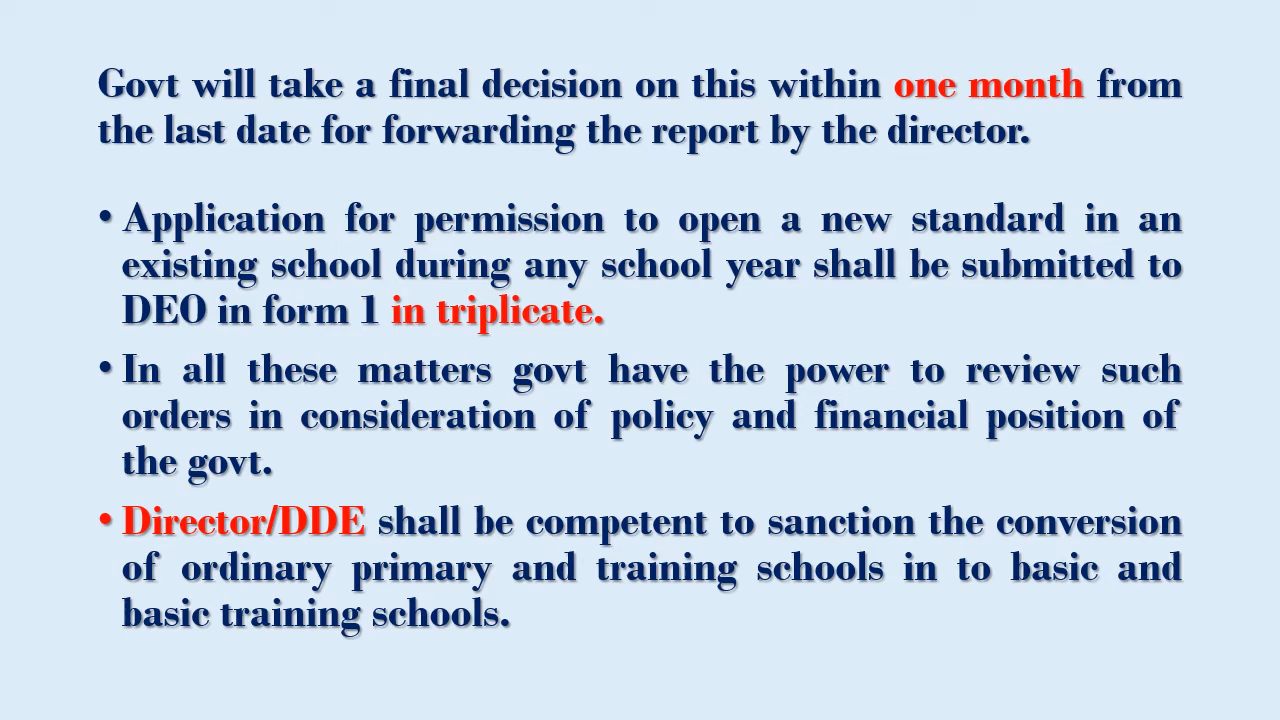 Govt will take a final decision on this within one month from
the last date for forwarding the report by the director.
• Application for permission to open a new standard in an
existing school during any school year shall be submitted to
DEO in form 1 in triplicate.
• In all these matters govt have the power to review such
orders in consideration of policy and financial position of
the govt.
• Director/DDE shall be competent to sanction the conversion
of ordinary primary and training schools in to basic and
basic training schools.